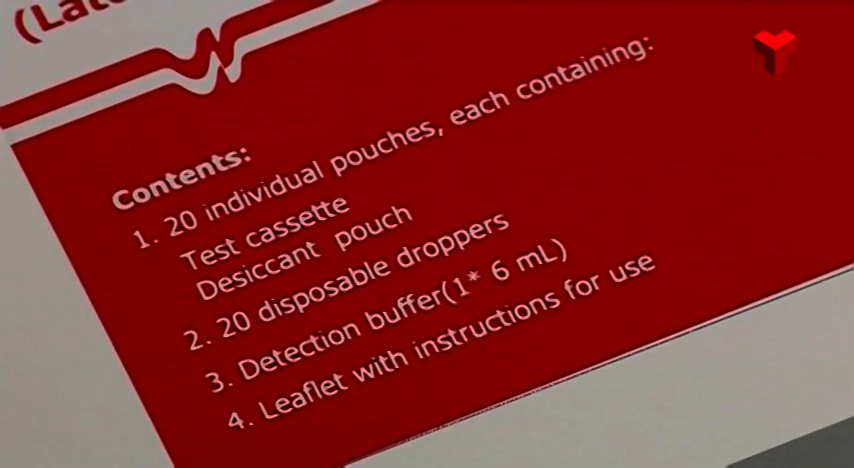 Contents:
1. 20 individual pouches, each containing:
Test cassette
Desiccant pouch
2. 20 disposable droppers
3. Detection buffer(1* 6 mL)
4. Leaflet with instructions for use